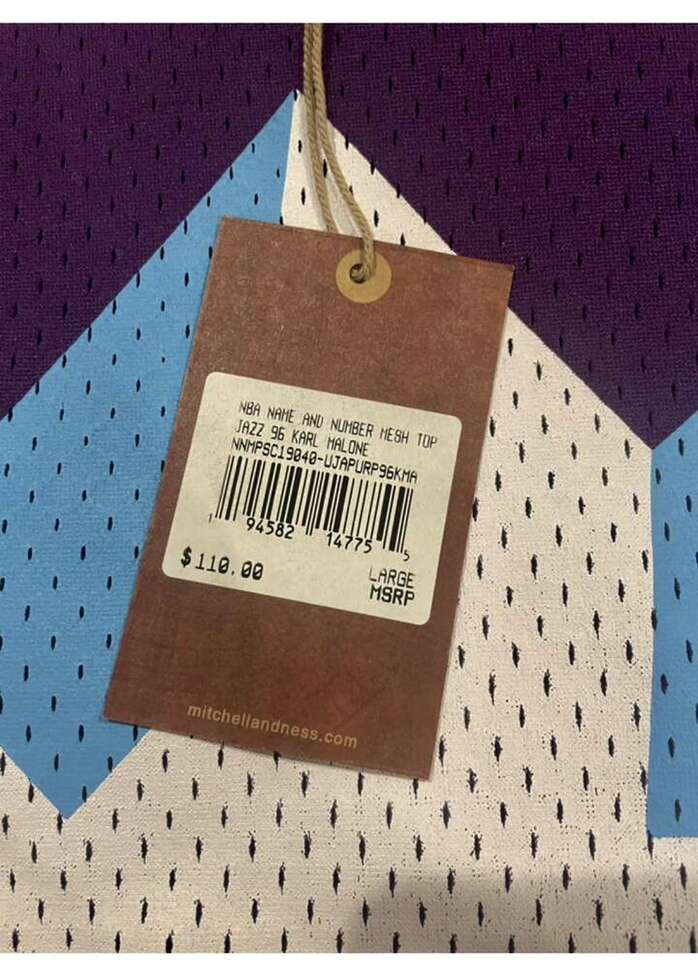 NBA NAME AND NUMBER MESH TOP
JAZZ 96 KARL MALONE
NNMPSC19040-UJAPURP96KMA
1 94582 14775 5
$110.00 LARGE
MSRP
mitchellandness.com